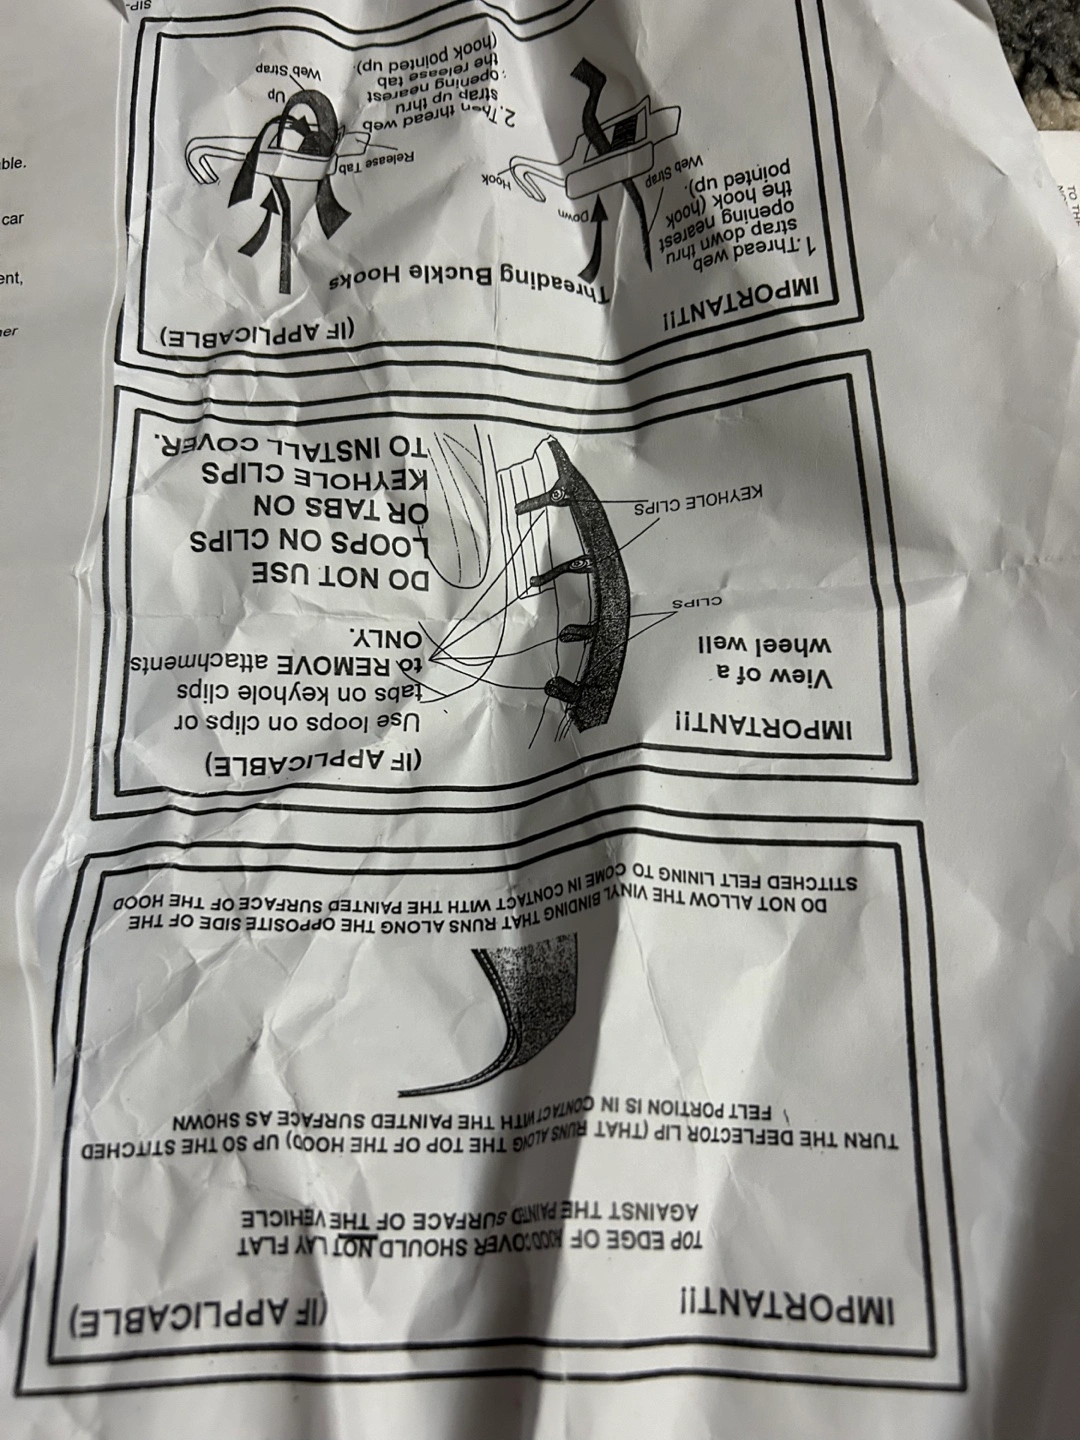 IMPORTANT!!
(IF APPLICABLE)
TOP EDGE OF HOODCOVER SHOULD NOT LAY FLAT
AGAINST THE PAINTED SURFACE OF THE VEHICLE
TURN THE DEFLECTOR LIP (THAT RUNS ALONG THE TOP OF THE HOOD) UP SO THE STITCHED
FELT PORTION IS IN CONTACT WITH THE PAINTED SURFACE AS SHOWN
DO NOT ALLOW THE VINYL BINDING THAT RUNS ALONG THE OPPOSITE SIDE OF THE
STITCHED FELT LINING TO COME IN CONTACT WITH THE PAINTED SURFACE OF THE HOOD
IMPORTANT!!
(IF APPLICABLE)
View of a
wheel well
CLIPS
KEYHOLE CLIPS
Use loops on clips or
tabs on keyhole clips
to REMOVE attachments
ONLY.
DO NOT USE
LOOPS ON CLIPS
OR TABS ON
KEYHOLE CLIPS
TO INSTALL COVER.
IMPORTANT!!
(IF APPLICABLE)
Threading Buckle Hooks
1. Thread web
strap down thru
opening nearest
the hook (hook
pointed up).
Down
Web Strap
Hook
2. Then thread web
strap up thru
opening nearest
the release tab
(hook pointed up).
Release Tab
Up
Web Strap
SIP-
ble.
car
ent,
her
TO TH